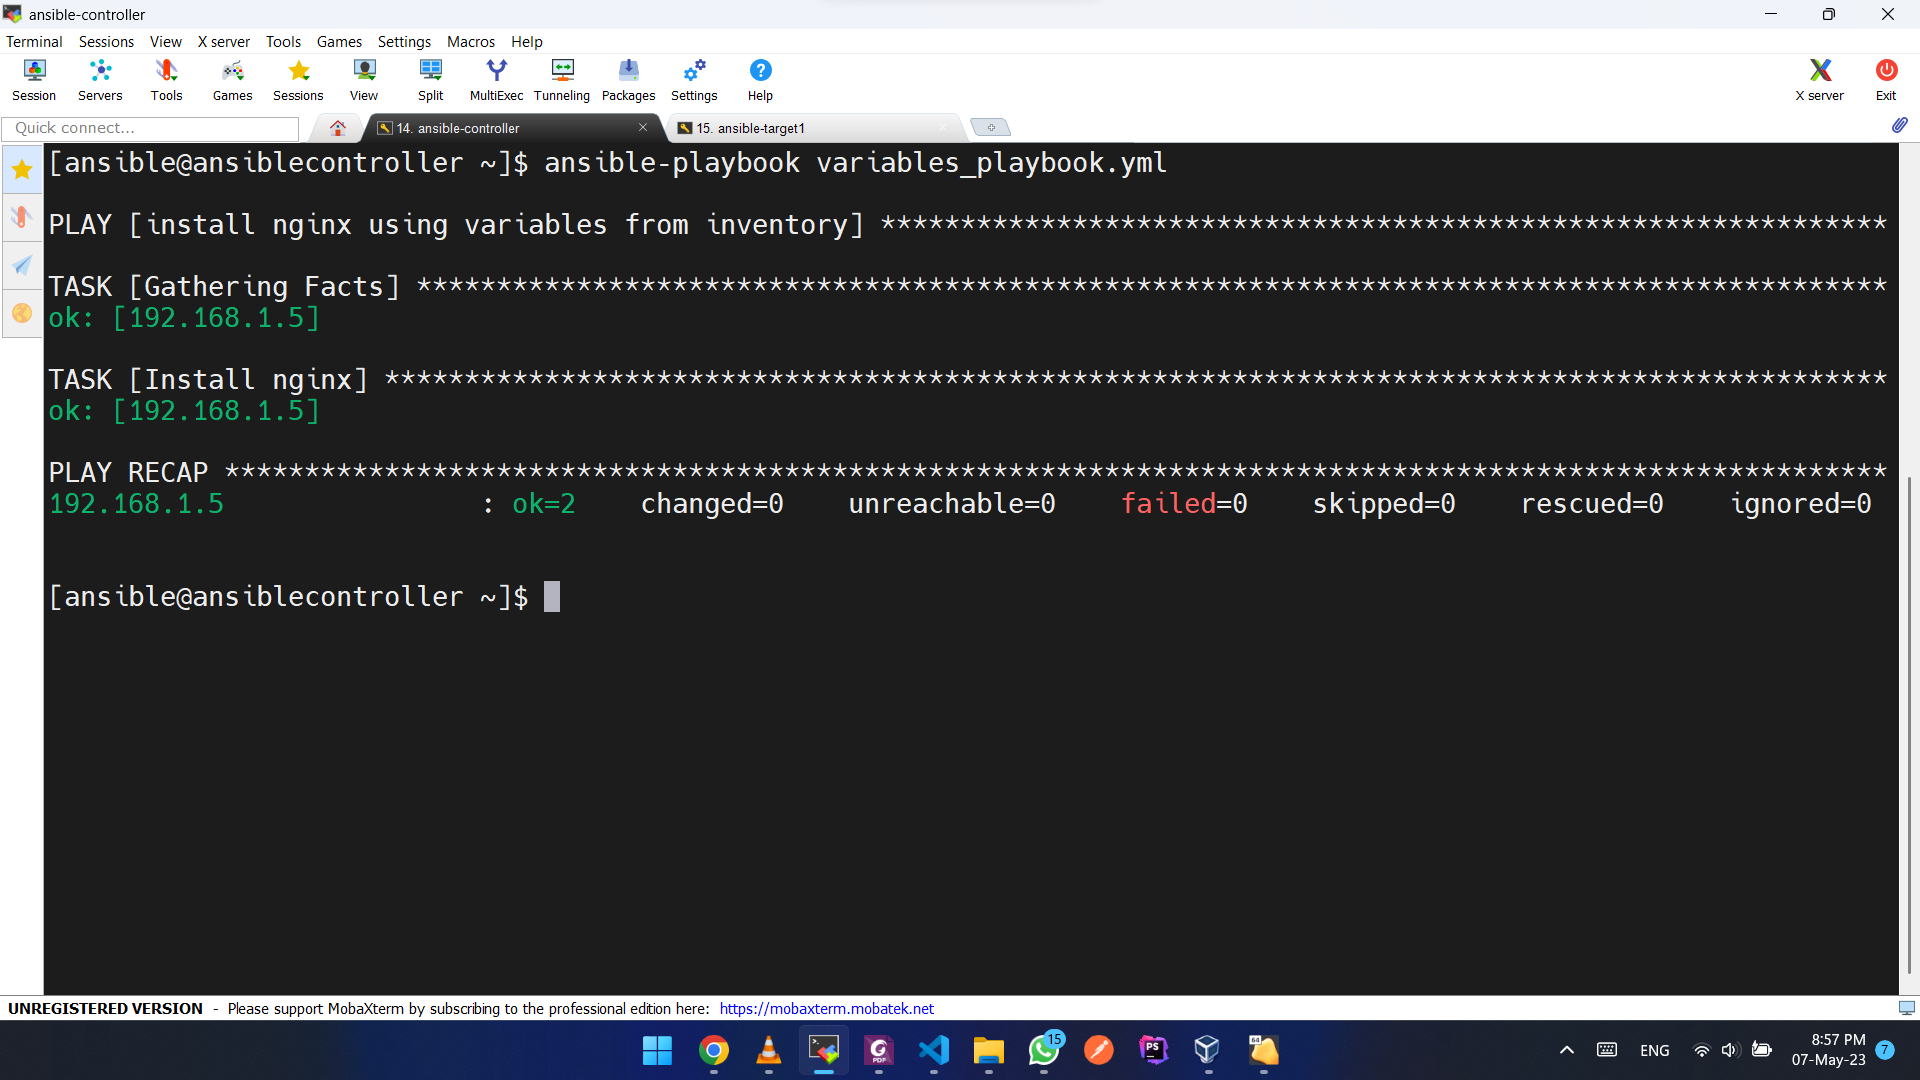 ansible-controller
Terminal Sessions View X server Tools Games Settings Macros Help
Session Servers Tools Games Sessions View Split MultiExec Tunneling Packages Settings Help X server Exit
Quick connect... 14. ansible-controller 15. ansible-target1
[ansible@ansiblecontroller ~]$ ansible-playbook variables_playbook.yml
PLAY [install nginx using variables from inventory] ***************************************************************
TASK [Gathering Facts] ********************************************************************************************
ok: [192.168.1.5]
TASK [Install nginx] **********************************************************************************************
ok: [192.168.1.5]
PLAY RECAP ********************************************************************************************************
192.168.1.5 : ok=2 changed=0 unreachable=0 failed=0 skipped=0 rescued=0 ignored=0
[ansible@ansiblecontroller ~]$
UNREGISTERED VERSION - Please support MobaXterm by subscribing to the professional edition here: https://mobaxterm.mobatek.net
PDF 15 PS 64 ENG 8:57 PM 7
07-May-23